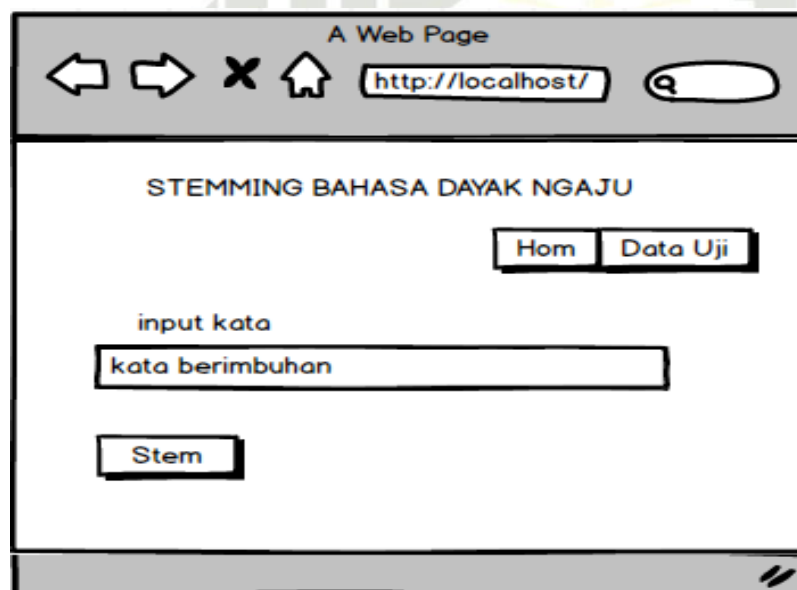 A Web Page
http://localhost/
STEMMING BAHASA DAYAK NGAJU
Hom Data Uji
input kata
kata berimbuhan
Stem